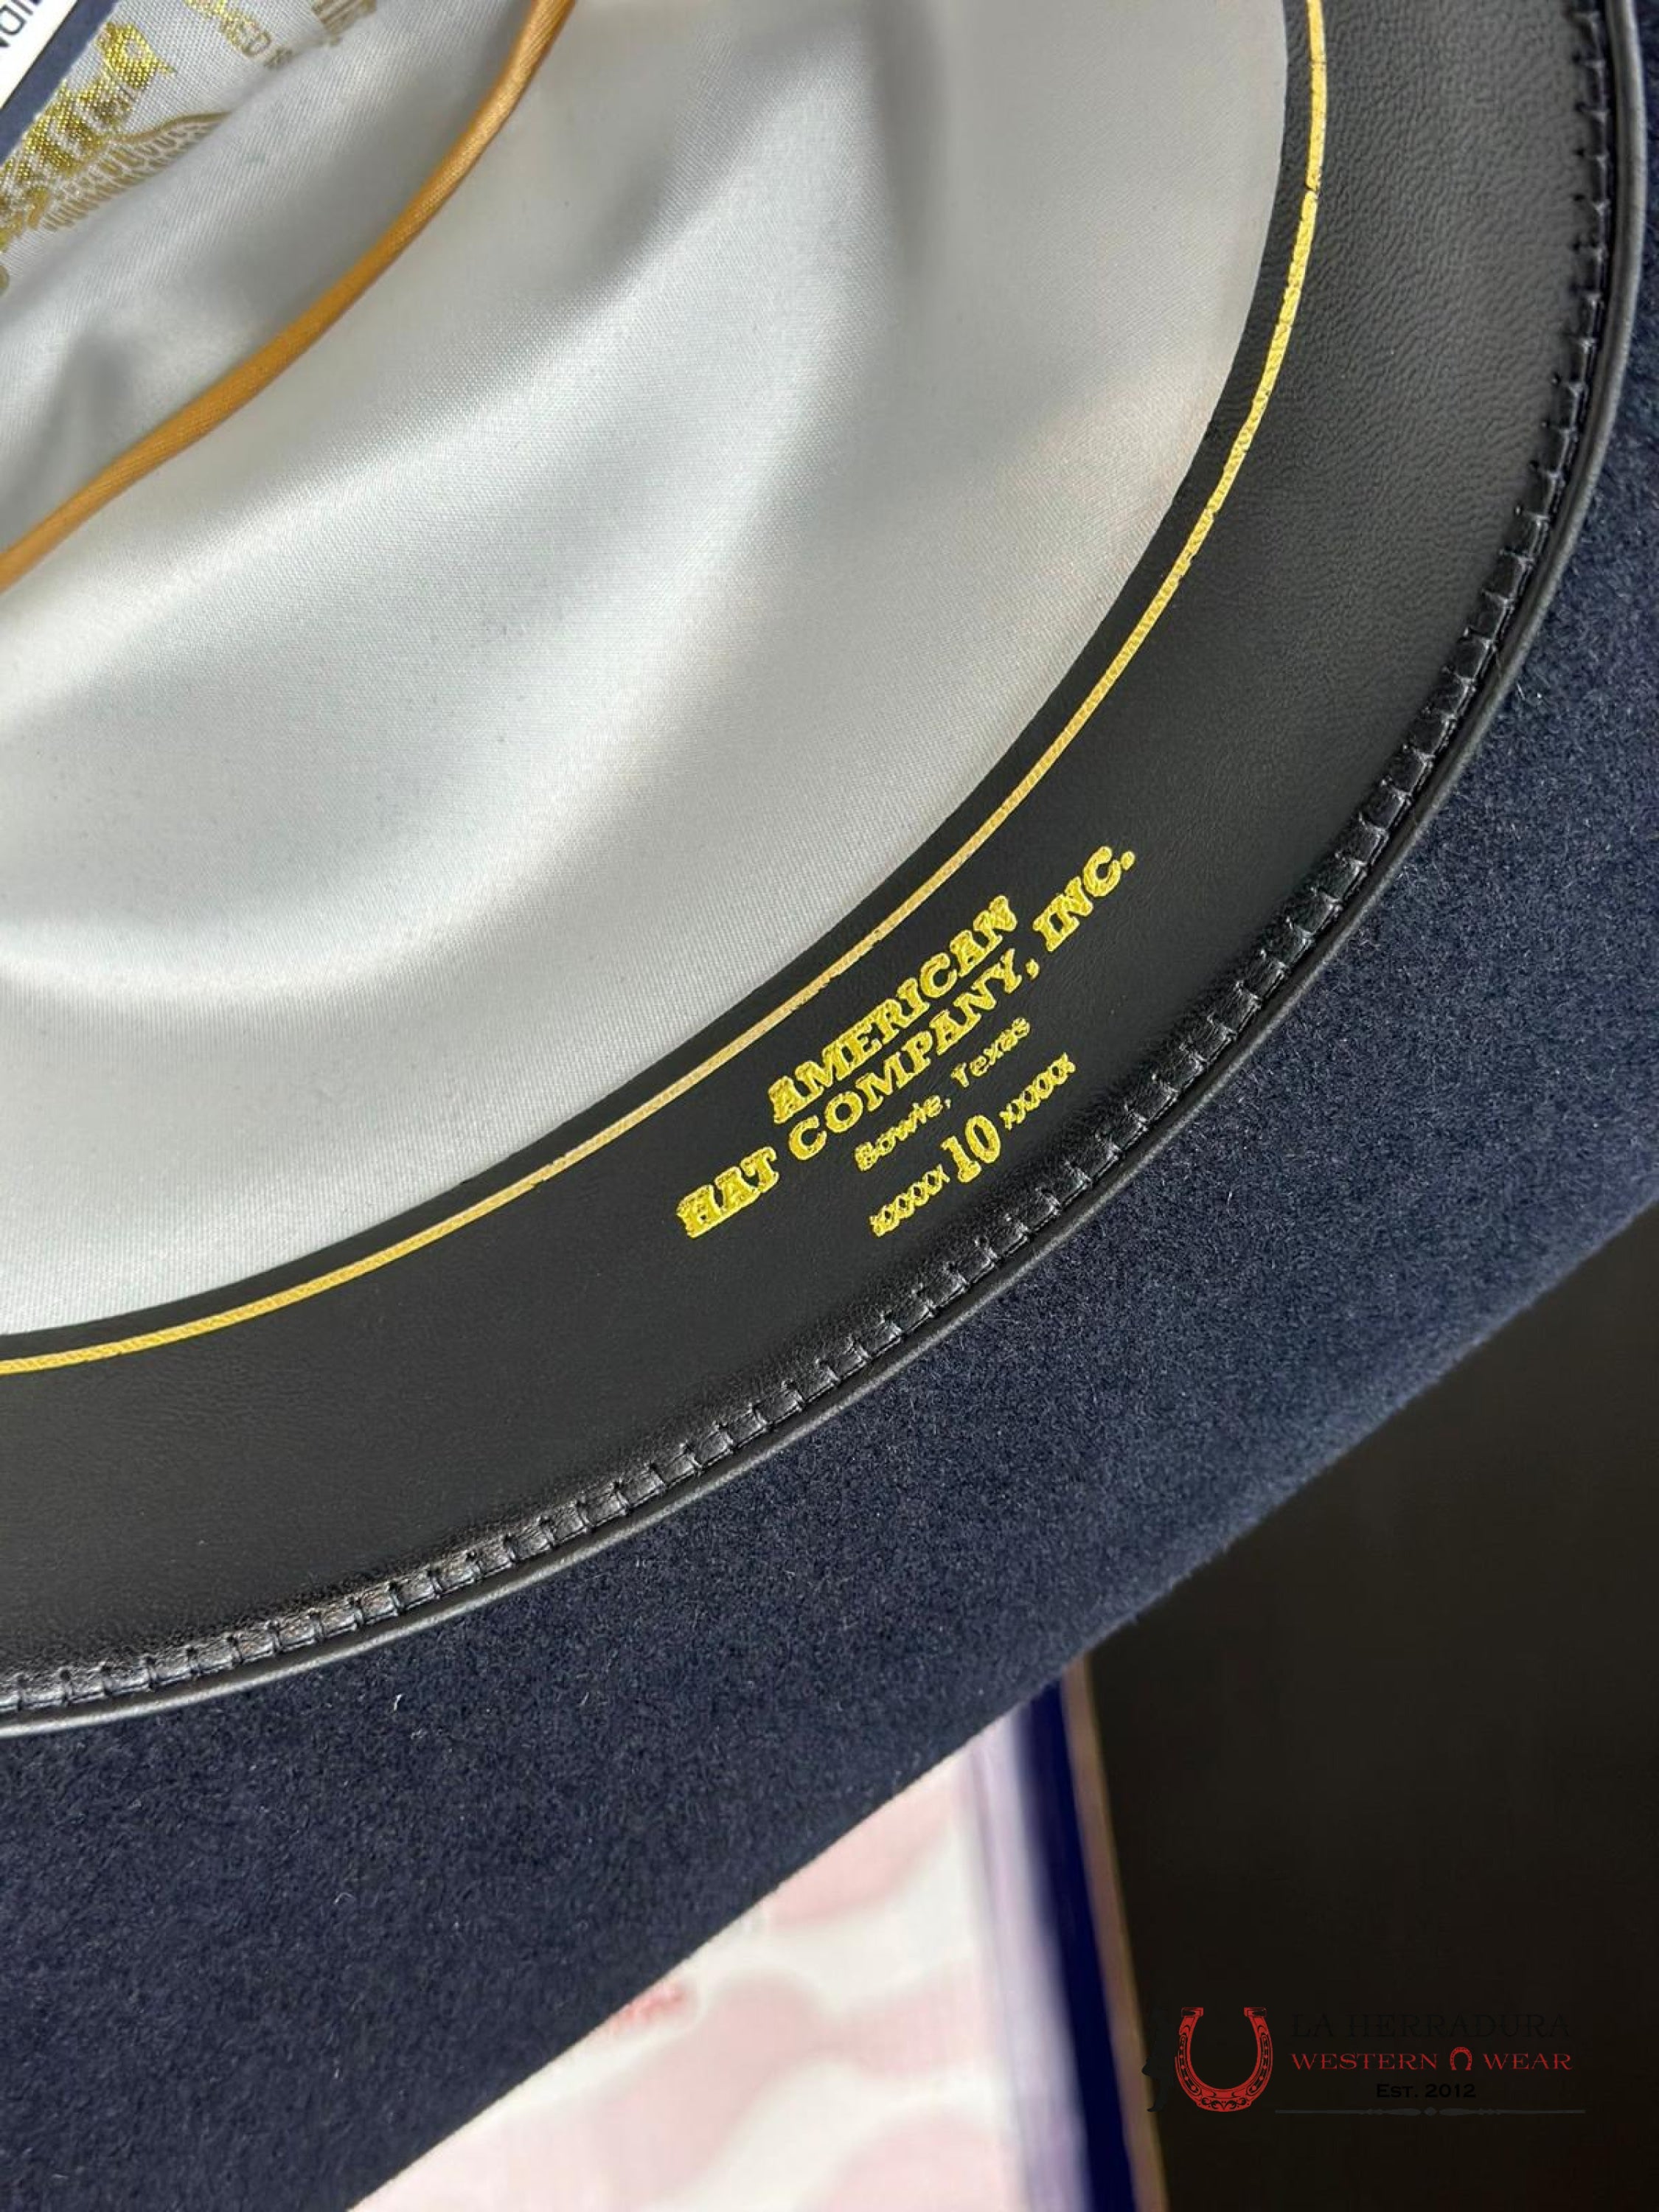 AMERICAN
HAT COMPANY, INC.
Bowie, Texas
xxxxx 10 xxxxx
LA HERRADURA
WESTERN WEAR
EST. 2012